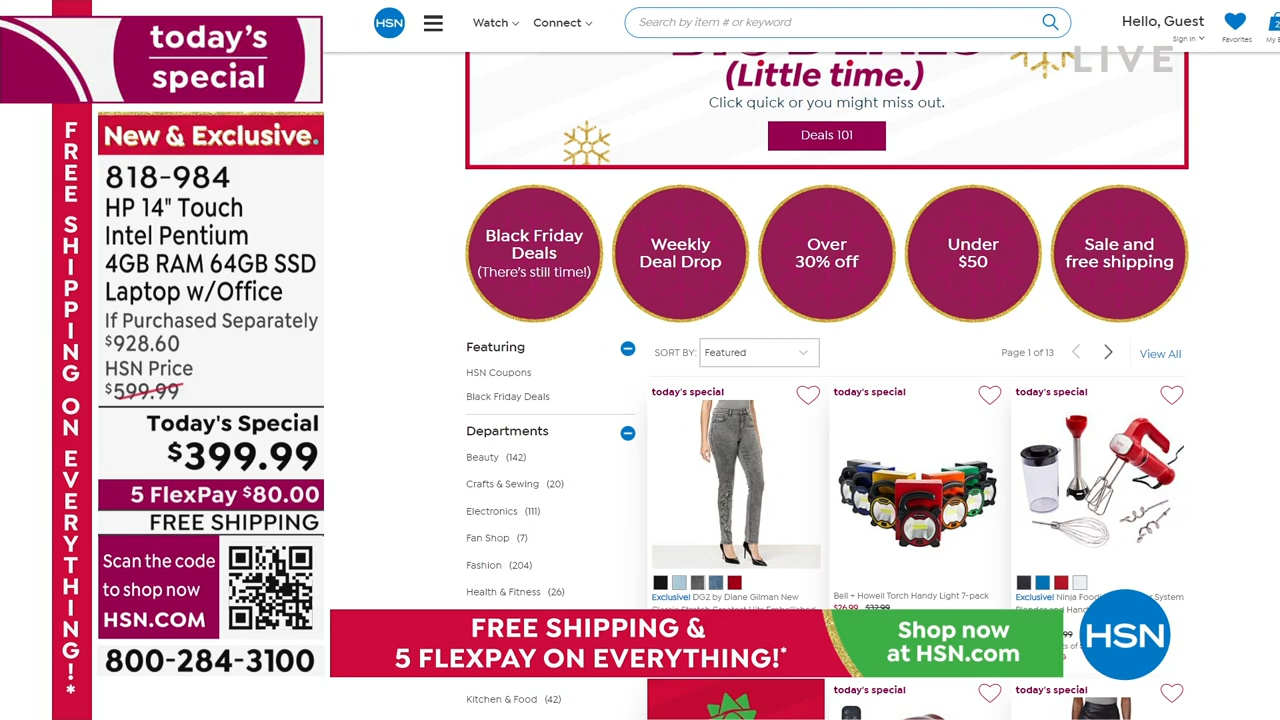 today's
special
FREE SHIPPING ON EVERYTHING!*
New & Exclusive.
818-984
HP 14" Touch
Intel Pentium
4GB RAM 64GB SSD
Laptop w/Office
If Purchased Separately
$928.60
HSN Price
$599.99
Today's Special
$399.99
5 FlexPay $80.00
FREE SHIPPING
Scan the code
to shop now
HSN.COM
800-284-3100
HSN
Watch
Connect
Search by item # or keyword
Hello, Guest
Sign In
Favorites
LIVE
(Little time.)
Click quick or you might miss out.
Deals 101
Black Friday
Deals
(There's still time!)
Weekly
Deal Drop
Over
30% off
Under
$50
Sale and
free shipping
Featuring
HSN Coupons
Black Friday Deals
Departments
Beauty (142)
Crafts & Sewing (20)
Electronics (111)
Fan Shop (7)
Fashion (204)
Health & Fitness (26)
Kitchen & Food (42)
SORT BY: Featured
Page 1 of 13
View All
today's special
Exclusive! DG2 by Diane Gilman New
today's special
Bell + Howell Torch Handy Light 7-pack
$26.99 $32.99
today's special
Exclusive! Ninja
System
today's special
today's special
FREE SHIPPING &
5 FLEXPAY ON EVERYTHING!*
Shop now
at HSN.com
HSN